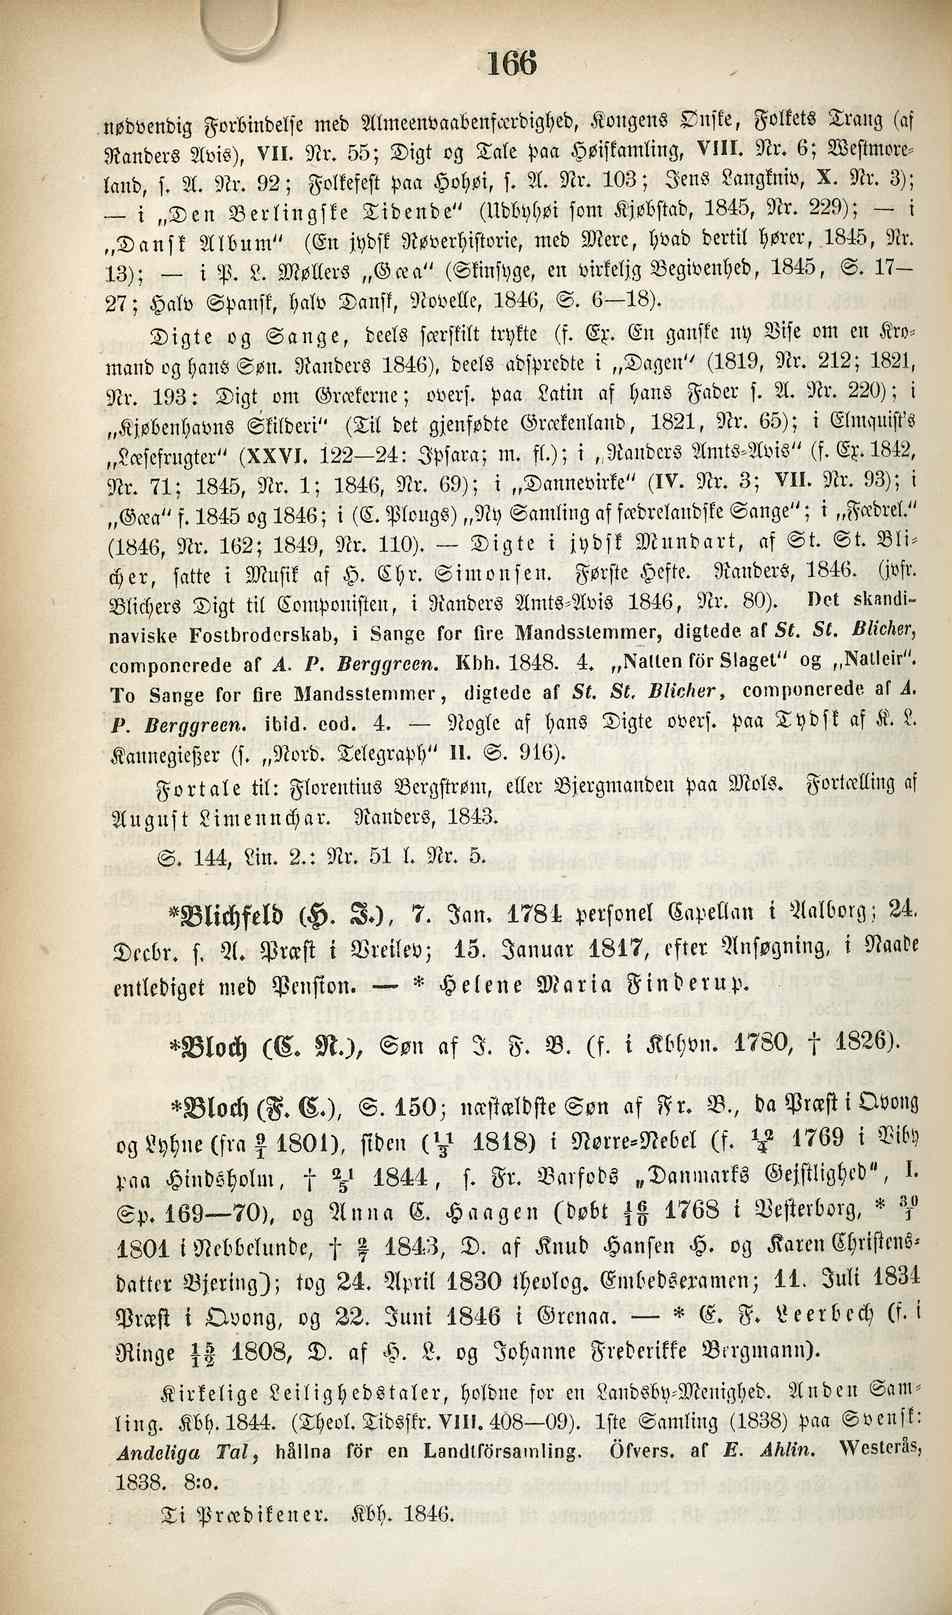 166
nødvendig Forbindelse med Almeenvaabenfærdighed, Kongens Ønske, Folkets Trang (af
Randers Avis), VII. Nr. 55; Digt og Tale paa Høiskamling, VIII. Nr. 6; Westmore-
land, s. A. Nr. 92; Folkefest paa Hohøi, s. A. Nr. 103; Jens Langkniv, X. Nr. 3);
— i „Den Berlingske Tidende" (Udbyhøi som Kjøbstad, 1845, Nr. 229); — i
„Dansk Album" (En jydsk Røverhistorie, med Mere, hvad dertil hører, 1845, Nr.
13); — i P. L. Møllers „Gæa" (Skinsyge, en virkelig Begivenhed, 1845, S. 17—
27; Halv Spansk, halv Dansk, Novelle, 1846, S. 6—18).
Digte og Sange, deels særskilt trykte (f. Ex. En ganske ny Vise om en Kro-
mand og hans Søn. Randers 1846), deels adspredte i „Dagen" (1819, Nr. 212; 1821,
Nr. 193: Digt om Grækerne; overs. paa Latin af hans Fader s. A. Nr. 220); i
„Kjøbenhavns Skilderi" (Til det gjenfødte Grækenland, 1821, Nr. 65); i Elmquist's
„Læsefrugter" (XXVI. 122—24: Ipsara; m. fl.); i „Randers Amts-Avis" (f. Ex. 1842,
Nr. 71; 1845, Nr. 1; 1846, Nr. 69); i „Dannevirke" (IV. Nr. 3; VII. Nr. 93); i
„Gæa" f. 1845 og 1846; i (C. Plougs) „Ny Samling af fædrelandske Sange"; i „Fædrel."
(1846, Nr. 162; 1849, Nr. 110). — Digte i jydsk Mundart, af St. St. Bli-
cher, satte i Musik af H. Chr. Simonsen. Første Hefte. Randers, 1846. (jvfr.
Blichers Digt til Componisten, i Randers Amts-Avis 1846, Nr. 80). Det skandi-
naviske Fostbroderskab, i Sange for fire Mandsstemmer, digtede af St. St. Blicher,
componerede af A. P. Berggreen. Kbh. 1848. 4. „Natten för Slaget" og „Natleir".
To Sange for fire Mandsstemmer, digtede af St. St. Blicher, componerede af A.
P. Berggreen. ibid. eod. 4. — Nogle af hans Digte overs. paa Tydsk af K. L.
Kannegießer (s. „Nord. Telegraph" II. S. 916).
Fortale til: Florentius Bergstrøm, eller Bjergmanden paa Mols. Fortælling af
August Limennchar. Randers, 1843.
S. 144, Lin. 2.: Nr. 51 l. Nr. 5.
*Blichfeld (H. J.), 7. Jan. 1784 personel Capellan i Aalborg; 24.
Decbr. s. A. Præst i Vreilev; 15. Januar 1817, efter Ansøgning, i Naade
entlediget med Pension. — * Helene Maria Finderup.
*Bloch (C. N.), Søn af J. F. B. (f. i Kbhvn. 1780, † 1826).
*Bloch (F. C.), S. 150; næstældste Søn af Fr. B., da Præst i Qvong
og Lyhne (fra 9/1 1801), siden (11/3 1818) i Nørre-Nebel (f. 12/4 1769 i Viby
paa Hindsholm, † 21/5 1844, s. Fr. Barfods „Danmarks Gejstlighed", I.
Sp. 169—70), og Anna C. Haagen (døbt 16/10 1768 i Vesterborg, * 30/1
1801 i Nebbelunde, † 2/7 1843, D. af Knud Hansen H. og Karen Christens-
datter Bjering); tog 24. April 1830 theolog. Embedsexamen; 11. Juli 1834
Præst i Qvong, og 22. Juni 1846 i Grenaa. — * E. F. Leerbech (f. i
Ringe 15/12 1808, D. af H. L. og Johanne Frederikke Bergmann).
Kirkelige Leilighedstaler, holdne for en Landsby-Menighed. Anden Sam-
ling. Kbh. 1844. (Theol. Tidsskr. VIII. 408—09). 1ste Samling (1838) paa Svensk:
Andeliga Tal, hållna för en Landtförsamling. Öfvers. af E. Ahlin. Westerås,
1838. 8:o.
Ti Prædikener. Kbh. 1846.